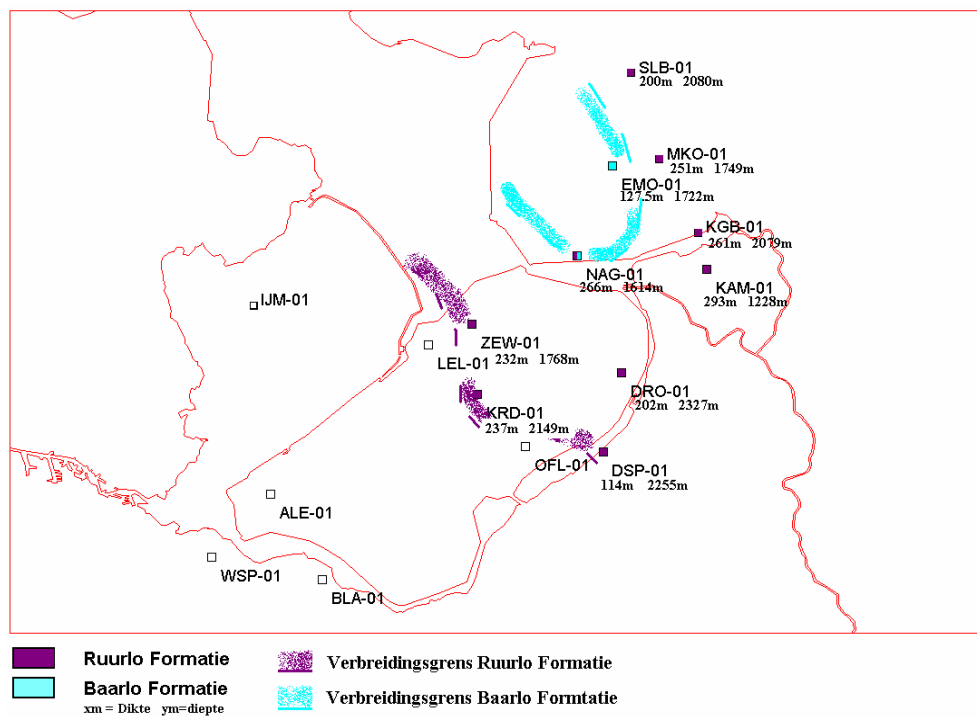 SLB-01
200m 2080m
MKO-01
251m 1749m
EMO-01
127.5m 1722m
KGB-01
261m 2079m
NAG-01
266m 1614m
KAM-01
293m 1228m
IJM-01
ZEW-01
232m 1768m
LEL-01
DRO-01
202m 2327m
KRD-01
237m 2149m
OFL-01
DSP-01
114m 2255m
ALE-01
WSP-01
BLA-01
Ruurlo Formatie
Verbreidingsgrens Ruurlo Formatie
Baarlo Formatie
Verbreidingsgrens Baarlo Formtatie
xm = Dikte ym=diepte